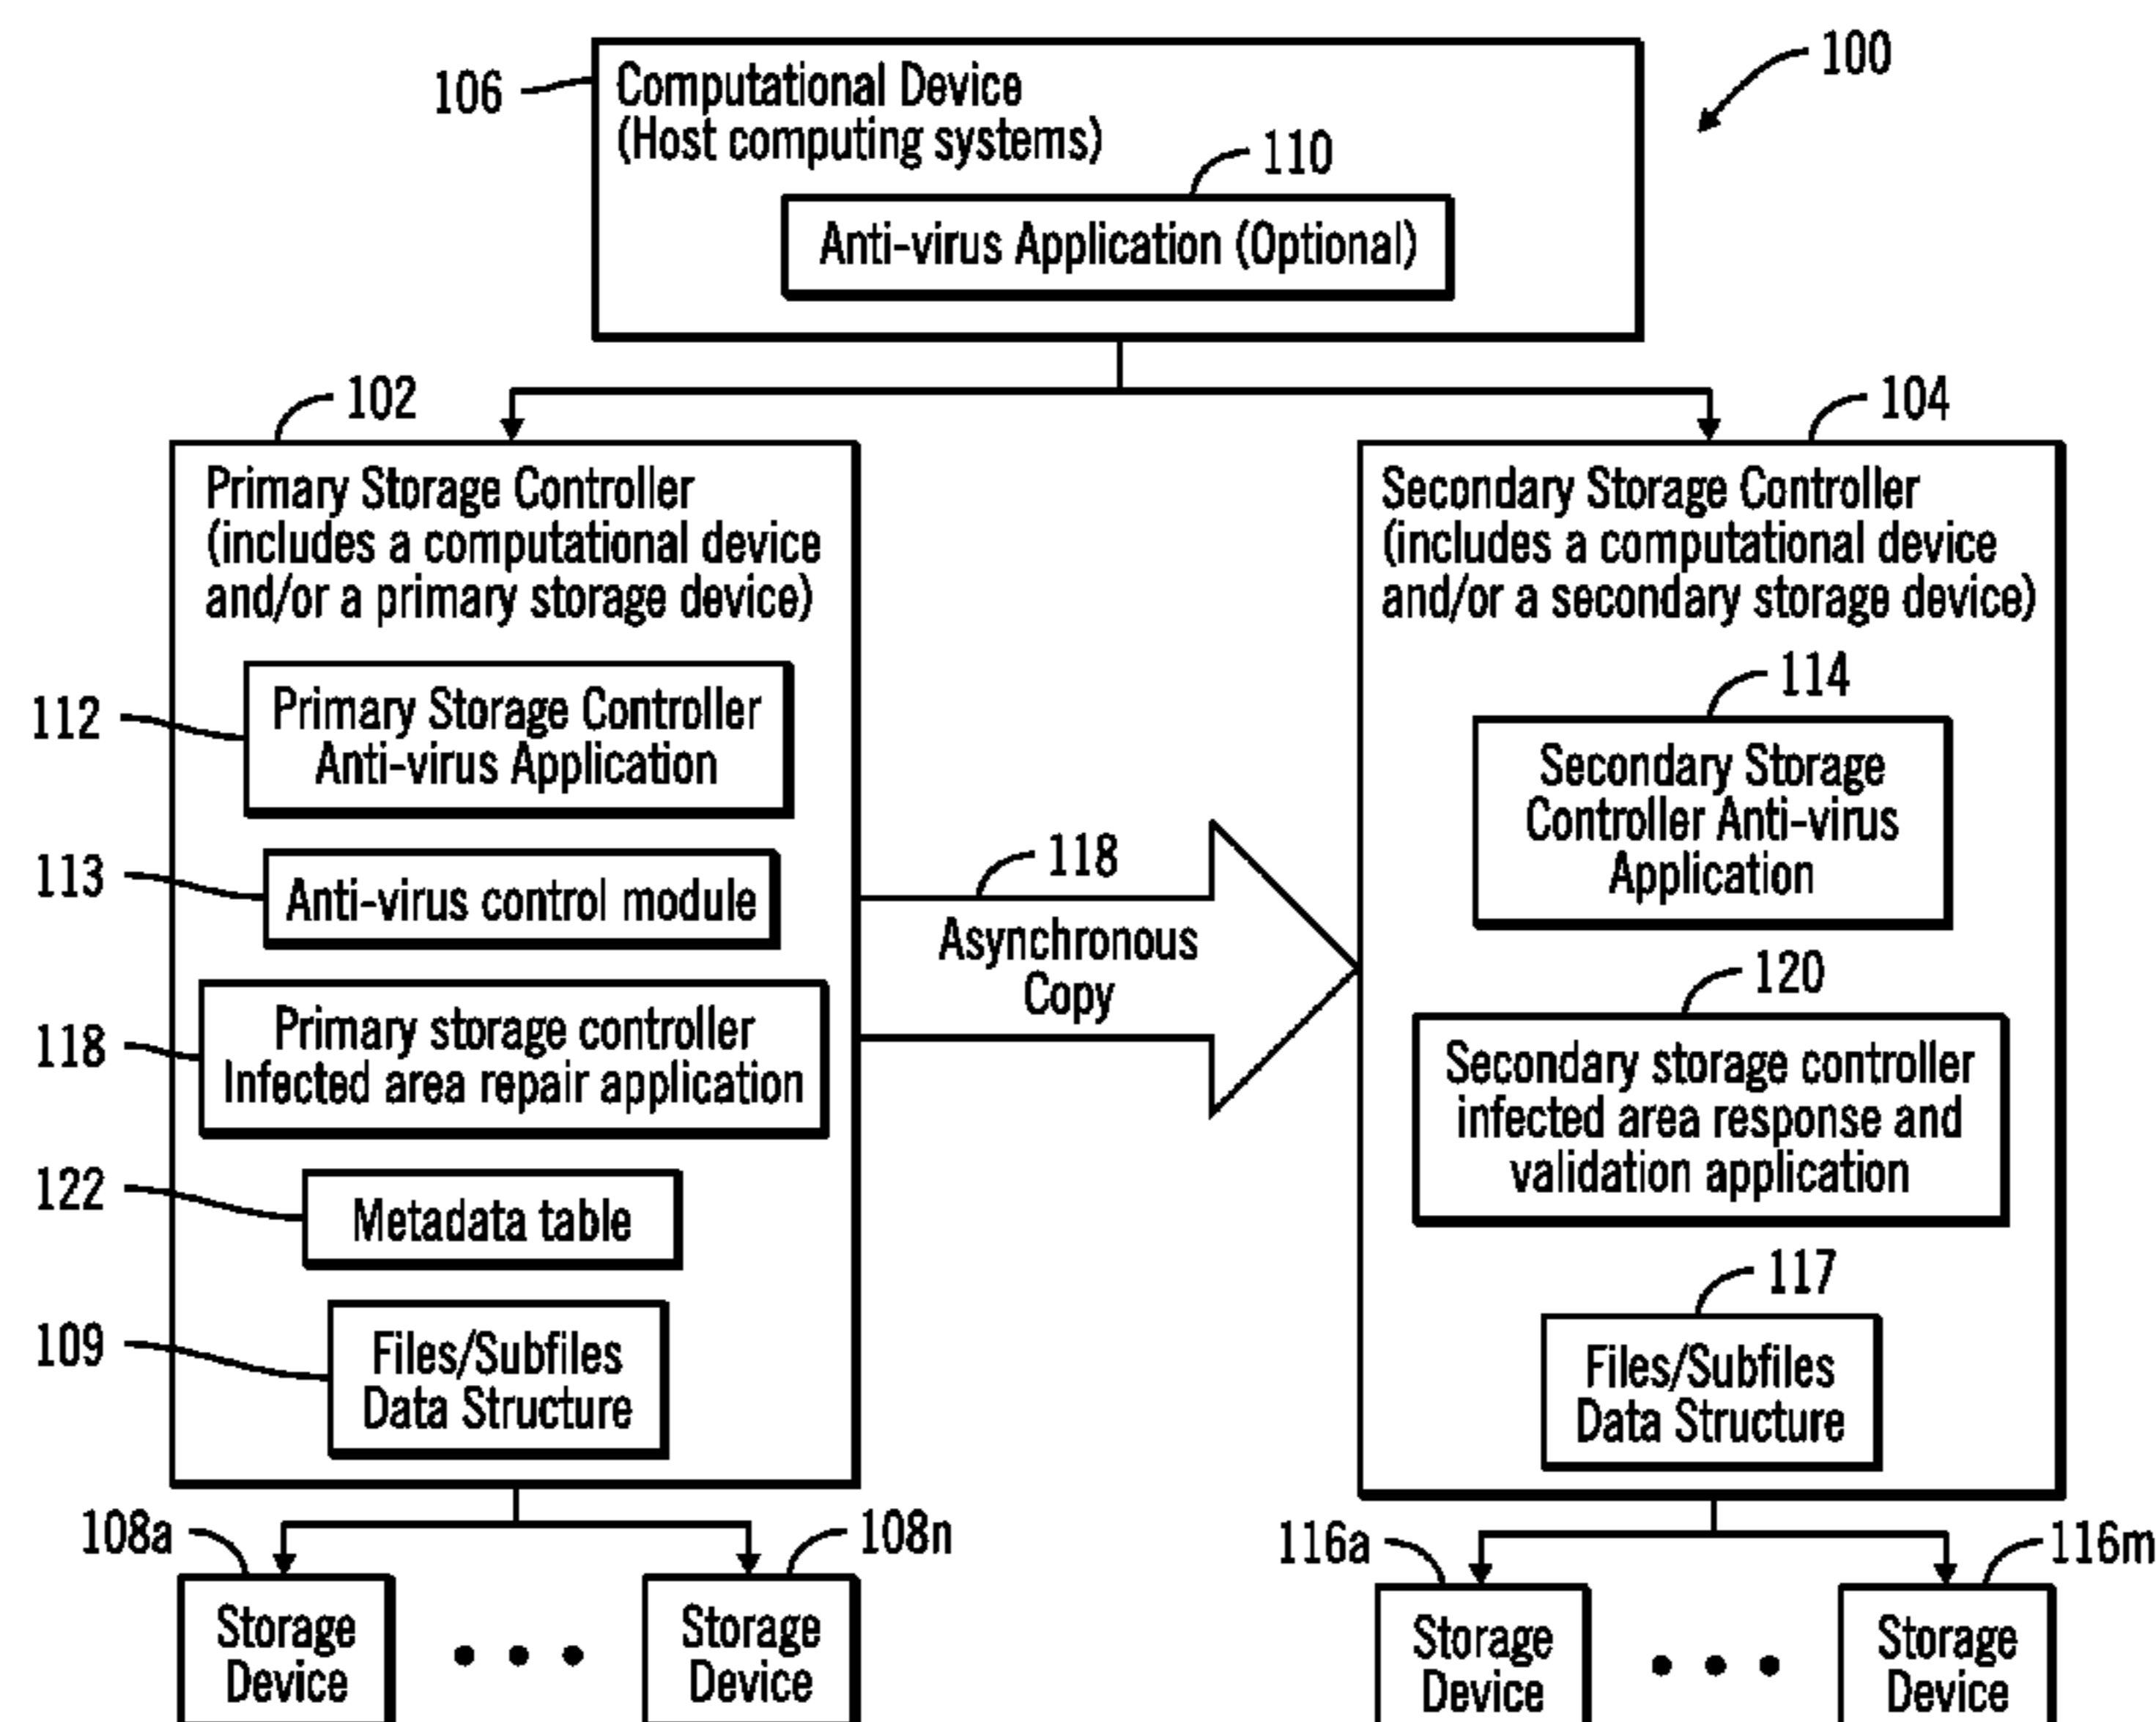 100
106
Computational Device
(Host computing systems)
110
Anti-virus Application (Optional)
102
Primary Storage Controller
(includes a computational device
and/or a primary storage device)
112
Primary Storage Controller
Anti-virus Application
113
Anti-virus control module
118
Primary storage controller
Infected area repair application
122
Metadata table
109
Files/Subfiles
Data Structure
118
Asynchronous
Copy
104
Secondary Storage Controller
(includes a computational device
and/or a secondary storage device)
114
Secondary Storage
Controller Anti-virus
Application
120
Secondary storage controller
infected area response and
validation application
117
Files/Subfiles
Data Structure
108a
Storage
Device
• • •
108n
Storage
Device
116a
Storage
Device
• • •
116m
Storage
Device